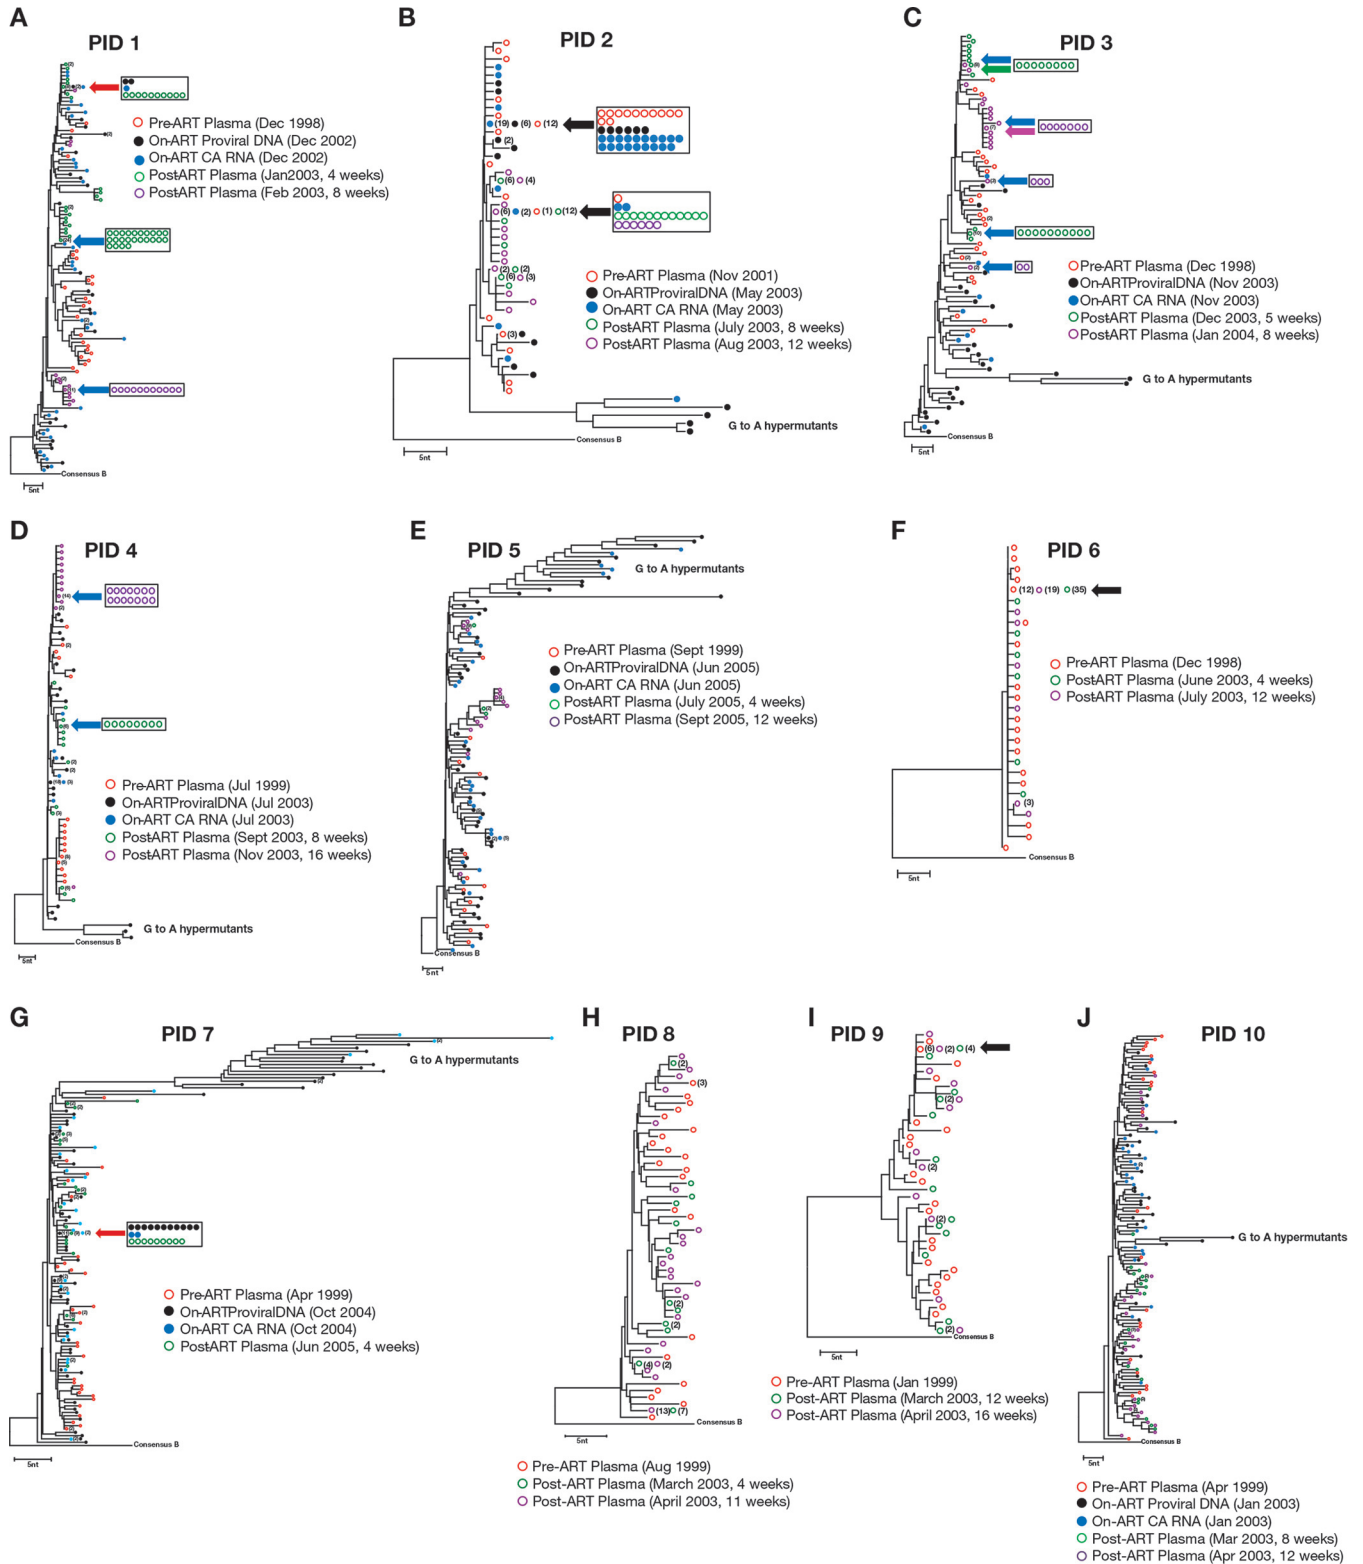 A
PID 1
Pre-ART Plasma (Dec 1998)
On-ART Proviral DNA (Dec 2002)
On-ART CA RNA (Dec 2002)
PostART Plasma (Jan2003, 4 weeks)
PostART Plasma (Feb 2003, 8 weeks)
Consensus B
5nt
B
PID 2
(19) (6) (12)
(2)
(6) (4)
(6) (2) (1) (12)
(2) (2)
(6) (3)
(3)
Pre-ART Plasma (Nov 2001)
On-ARTProviralDNA (May 2003)
On-ART CA RNA (May 2003)
PostART Plasma (July 2003, 8 weeks)
PostART Plasma (Aug 2003, 12 weeks)
G to A hypermutants
Consensus B
5nt
C
PID 3
Pre-ART Plasma (Dec 1998)
On-ARTProviralDNA (Nov 2003)
On-ART CA RNA (Nov 2003)
PostART Plasma (Dec 2003, 5 weeks)
PostART Plasma (Jan 2004, 8 weeks)
G to A hypermutants
Consensus B
5nt
D
PID 4
Pre-ART Plasma (Jul 1999)
On-ARTProviralDNA (Jul 2003)
On-ART CA RNA (Jul 2003)
PostART Plasma (Sept 2003, 8 weeks)
PostART Plasma (Nov 2003, 16 weeks)
G to A hypermutants
Consensus B
5nt
E
PID 5
G to A hypermutants
Pre-ART Plasma (Sept 1999)
On-ARTProviralDNA (Jun 2005)
On-ART CA RNA (Jun 2005)
PostART Plasma (July 2005, 4 weeks)
PostART Plasma (Sept 2005, 12 weeks)
Consensus B
5nt
F
PID 6
(12) (19) (35)
Pre-ART Plasma (Dec 1998)
PostART Plasma (June 2003, 4 weeks)
PostART Plasma (July 2003, 12 weeks)
(3)
Consensus B
5nt
G
PID 7
G to A hypermutants
Pre-ART Plasma (Apr 1999)
On-ARTProviralDNA (Oct 2004)
On-ART CA RNA (Oct 2004)
PostART Plasma (Jun 2005, 4 weeks)
Consensus B
5nt
H
PID 8
(2)
(3)
(2)
(2)
(4) (2)
(13) (7)
Consensus B
5nt
Pre-ART Plasma (Aug 1999)
Post-ART Plasma (March 2003, 4 weeks)
Post-ART Plasma (April 2003, 11 weeks)
I
PID 9
(6) (2) (4)
(2)
(2)
(2)
(2)
Consensus B
5nt
Pre-ART Plasma (Jan 1999)
Post-ART Plasma (March 2003, 12 weeks)
Post-ART Plasma (April 2003, 16 weeks)
J
PID 10
G to A hypermutants
Consensus B
5nt
Pre-ART Plasma (Apr 1999)
On-ART Proviral DNA (Jan 2003)
On-ART CA RNA (Jan 2003)
Post-ART Plasma (Mar 2003, 8 weeks)
Post-ART Plasma (Apr 2003, 12 weeks)